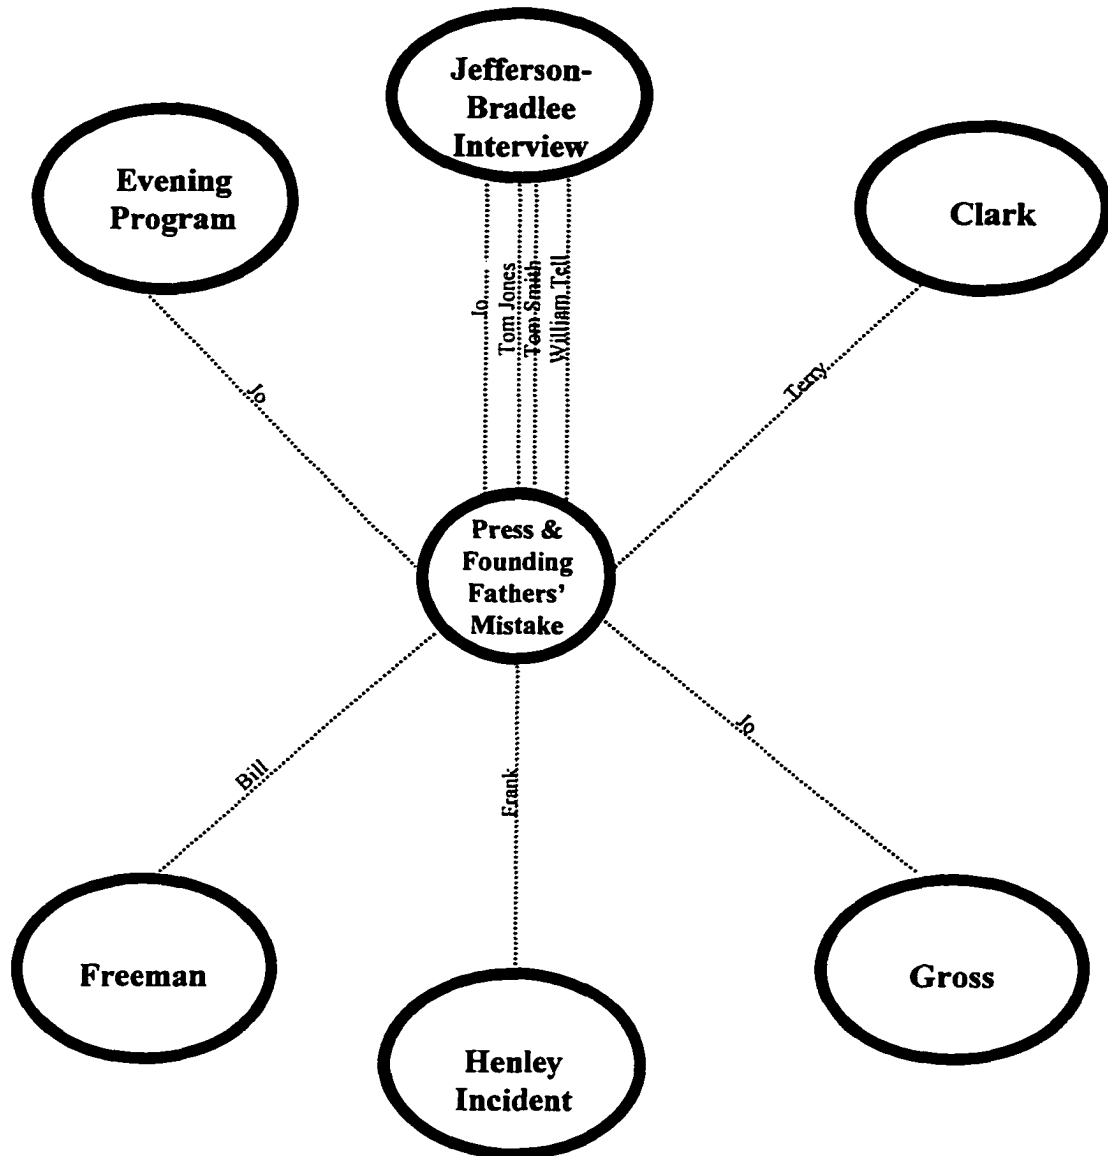 Jefferson-
Bradlee
Interview
Evening
Program
Clark
Jo
Tom Jones
Tom Smith
William Tell
Jo
Terry
Press &
Founding
Fathers’
Mistake
Bill
Frank
Jo
Freeman
Henley
Incident
Gross